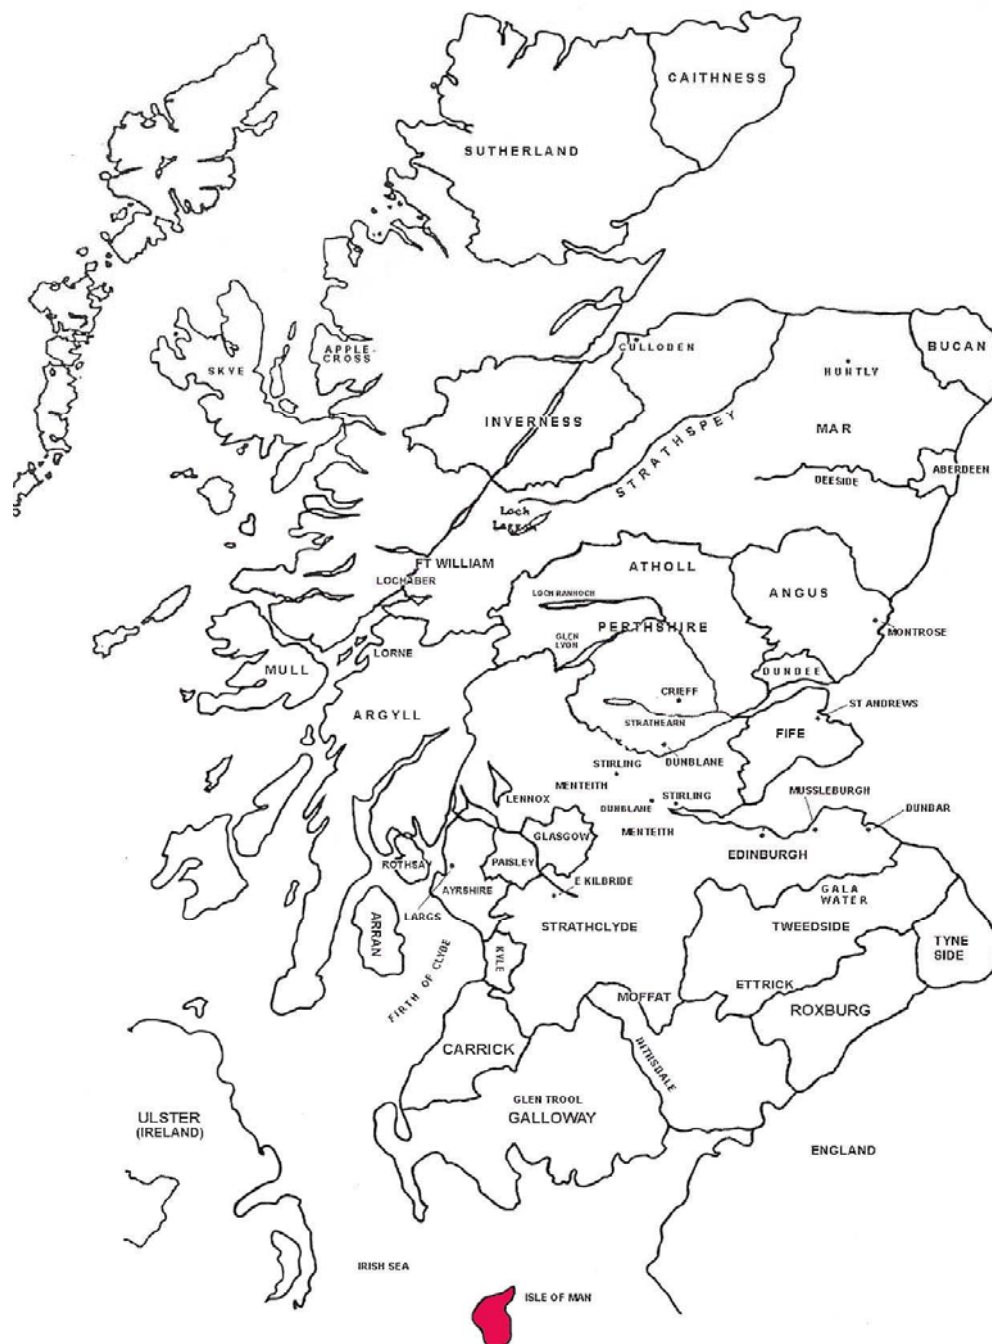 CAITHNESS
SUTHERLAND
CULLODEN
BUCAN
APPLE-
CROSS
SKYE
HUNTLY
INVERNESS
STRATHSPEY
MAR
ABERDEEN
DEESIDE
Loch
FT WILLIAM
ATHOLL
LOCHABER
LOCH RANHOCH
ANGUS
PERTHSHIRE
MONTROSE
GLEN
LYON
LORNE
MULL
DUNDEE
CRIEFF
ST ANDREWS
ARGYLL
STRATHEARN
FIFE
STIRLING
DUNBLANE
MENTEITH
MUSSLEBURGH
LENNOX
DUNBLANE
STIRLING
DUNBAR
GLASGOW
MENTEITH
EDINBURGH
ROTHSAY
PAISLEY
AYRSHIRE
E KILBRIDE
GALA
WATER
LARGS
STRATHCLYDE
TWEEDSIDE
ARRAN
TYNE
SIDE
KYLE
FIRTH OF CLYDE
ETTRICK
MOFFAT
ROXBURG
CARRICK
GLEN TROOL
GALLOWAY
ULSTER
(IRELAND)
ENGLAND
IRISH SEA
ISLE OF MAN